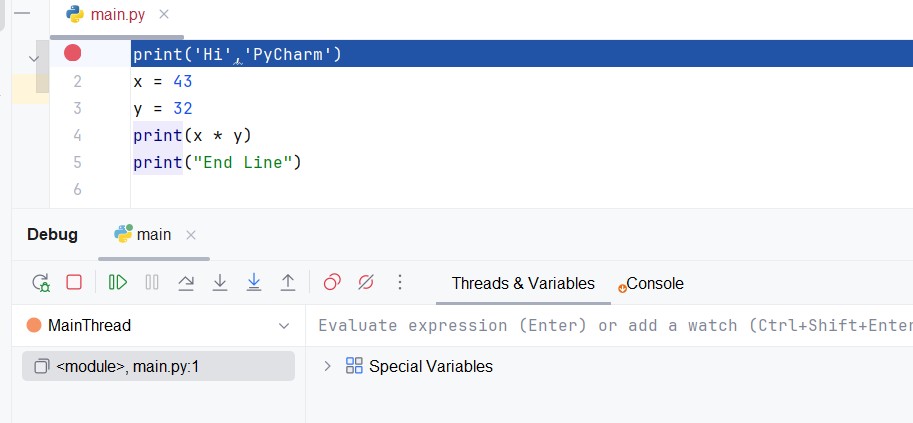 main.py
print('Hi','PyCharm')
2 x = 43
3 y = 32
4 print(x * y)
5 print("End Line")
6
Debug main
Threads & Variables Console
MainThread Evaluate expression (Enter) or add a watch (Ctrl+Shift+Enter
<module>, main.py:1 Special Variables